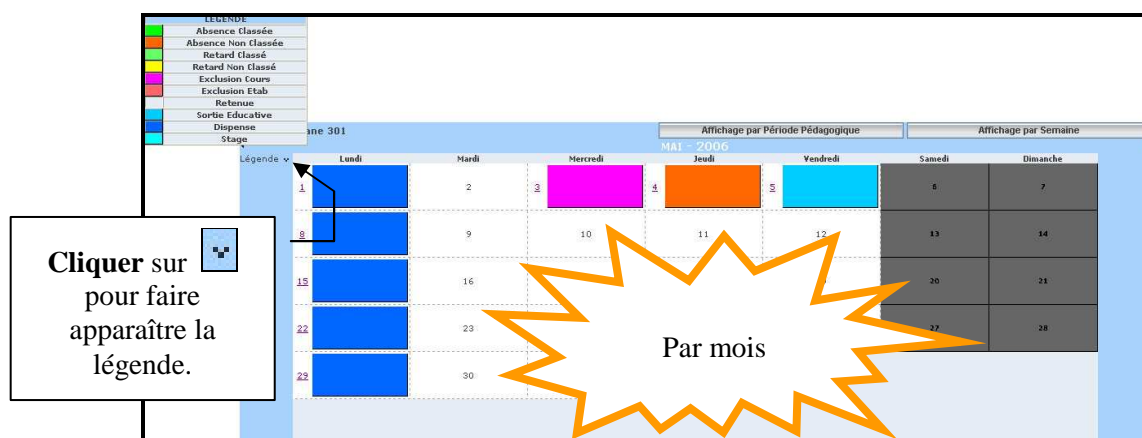 LEGENDE
Absence Classée
Absence Non Classée
Retard Classé
Retard Non Classé
Exclusion Cours
Exclusion Etab
Retenue
Sortie Educative
Dispense
Stage
ane 301
Affichage par Période Pédagogique
Affichage par Semaine
MAI - 2006
Légende
Lundi Mardi Mercredi Jeudi Vendredi Samedi Dimanche
1 2 3 4 5 6 7
8 9 10 11 12 13 14
15 16 20 21
22 23 27 28
29 30
Cliquer sur
pour faire
apparaître la
légende.
Par mois